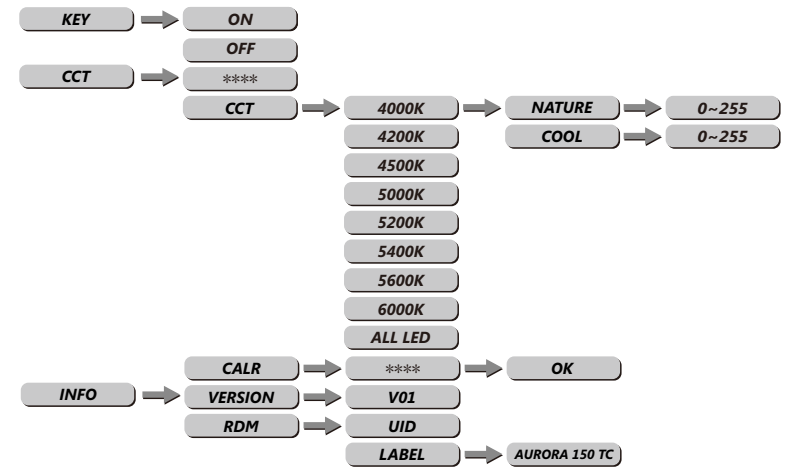 KEY ON
OFF
CCT ****
CCT 4000K NATURE 0~255
4200K COOL 0~255
4500K
5000K
5200K
5400K
5600K
6000K
ALL LED
CALR **** OK
INFO VERSION V01
RDM UID
LABEL AURORA 150 TC